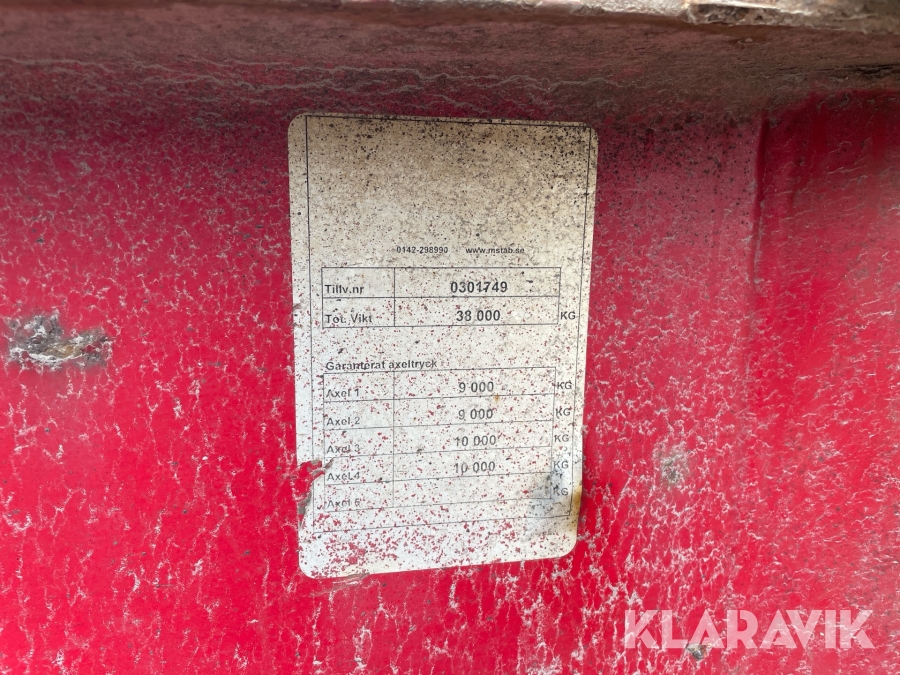 0142-298990 www.mstab.se
Tillv.nr 0301749
Tot. Vikt 38 000 KG
Garanterat axeltryck
Axel 1 9 000 KG
Axel 2 9 000 KG
Axel 3 10 000 KG
Axel 4 10 000 KG
Axel 5 KG
KLARAVIK